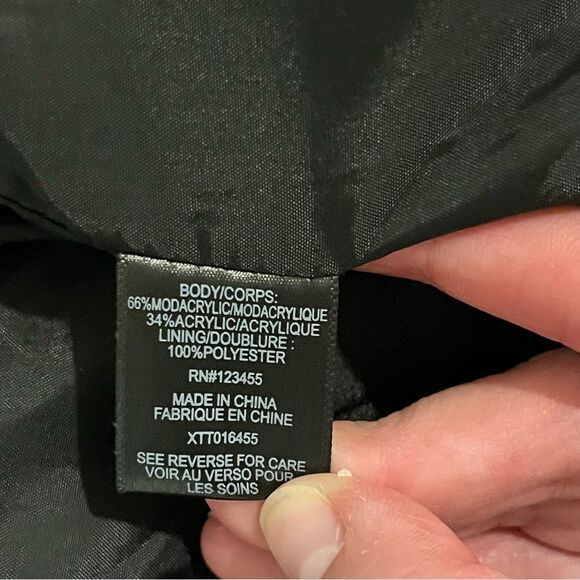 BODY/CORPS:
66%MODACRYLIC/MODACRYLIQUE
34%ACRYLIC/ACRYLIQUE
LINING/DOUBLURE :
100%POLYESTER
RN#123455
MADE IN CHINA
FABRIQUE EN CHINE
XTT016455
SEE REVERSE FOR CARE
VOIR AU VERSO POUR
LES SOINS